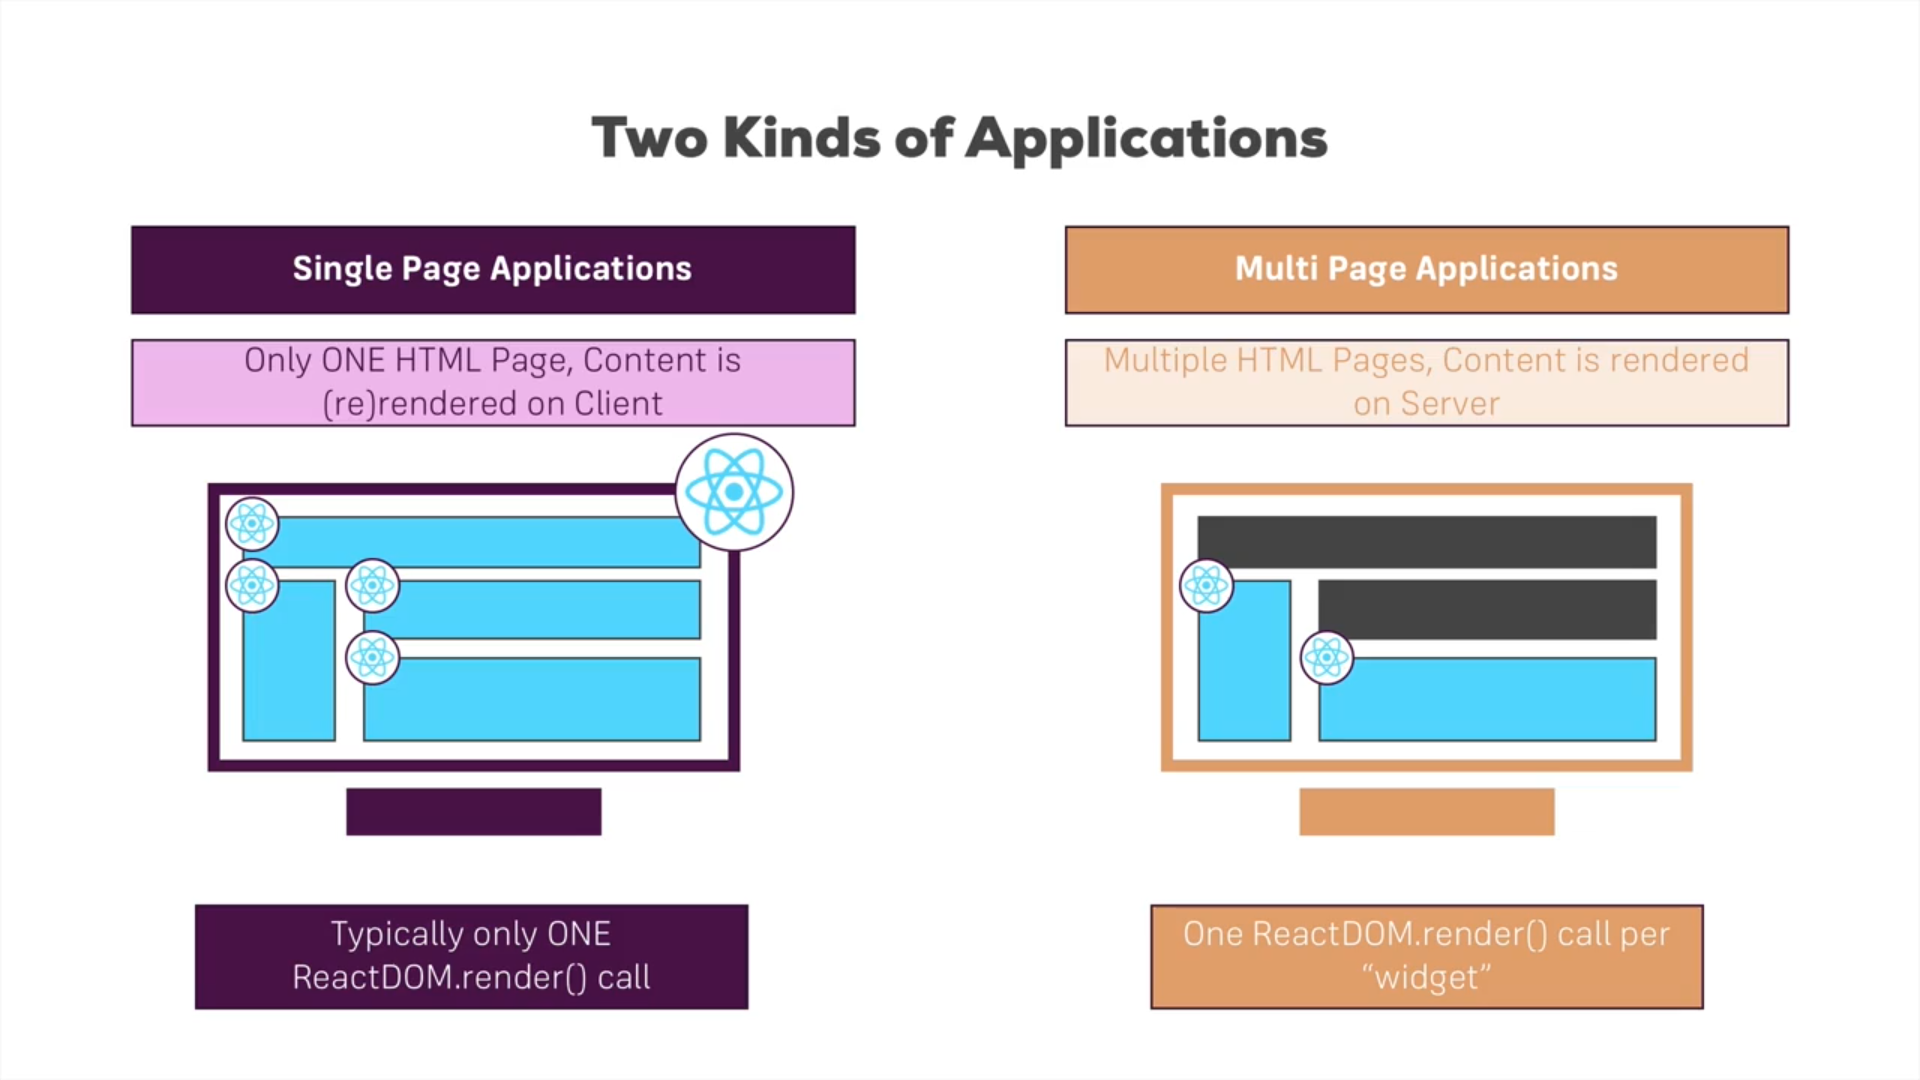 Two Kinds of Applications
Single Page Applications
Only ONE HTML Page, Content is
(re)rendered on Client
Typically only ONE
ReactDOM.render() call
Multi Page Applications
Multiple HTML Pages, Content is rendered
on Server
One ReactDOM.render() call per
“widget”